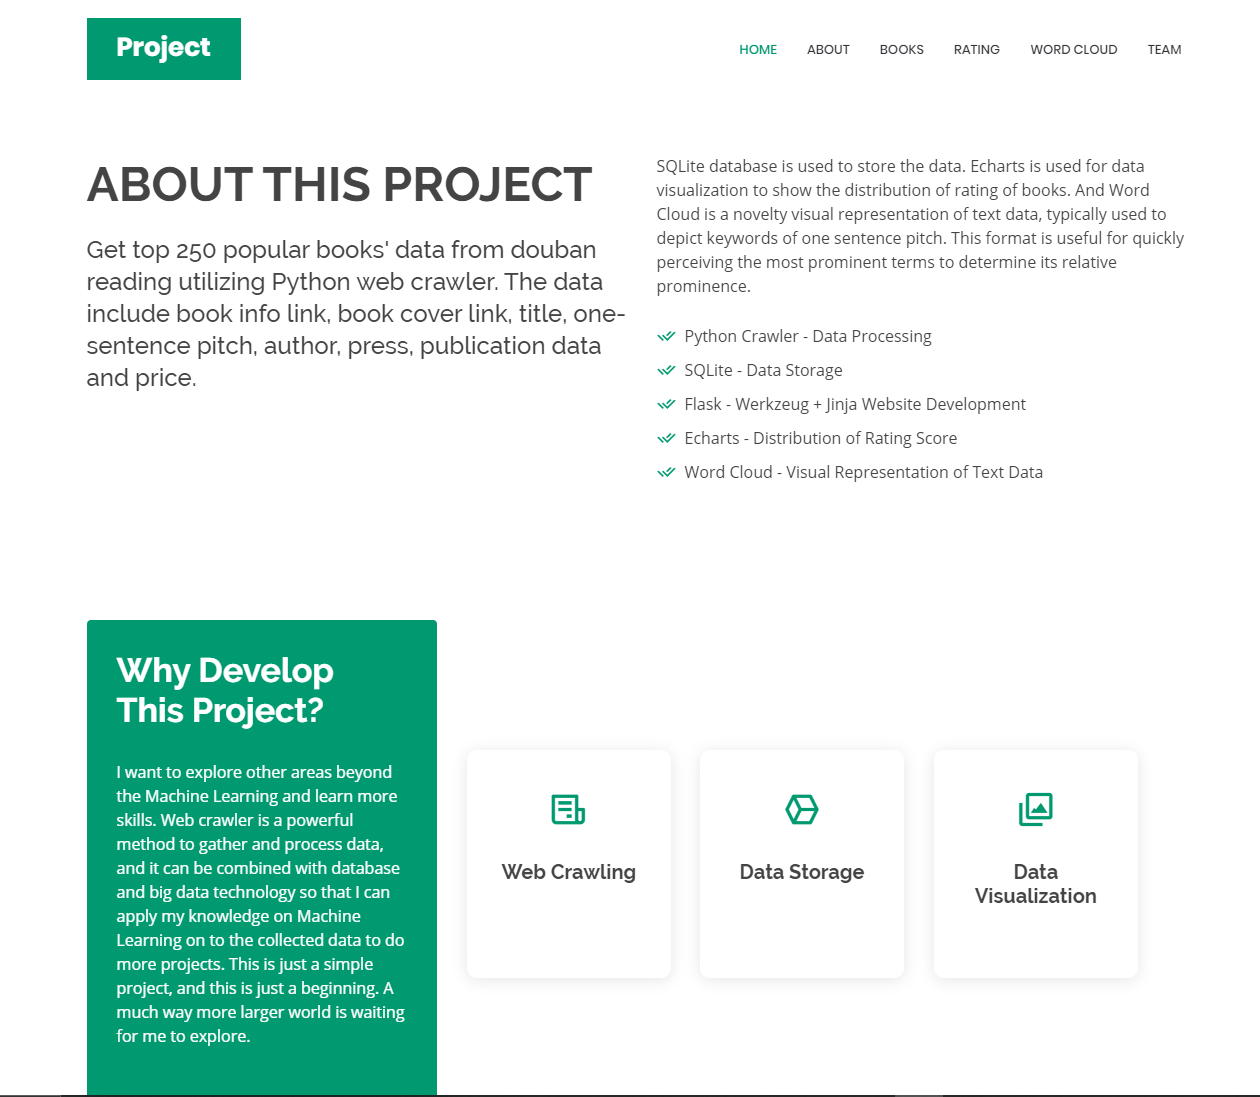 Project
HOME ABOUT BOOKS RATING WORD CLOUD TEAM
ABOUT THIS PROJECT
Get top 250 popular books' data from douban
reading utilizing Python web crawler. The data
include book info link, book cover link, title, one-
sentence pitch, author, press, publication data
and price.
SQLite database is used to store the data. Echarts is used for data
visualization to show the distribution of rating of books. And Word
Cloud is a novelty visual representation of text data, typically used to
depict keywords of one sentence pitch. This format is useful for quickly
perceiving the most prominent terms to determine its relative
prominence.
Python Crawler - Data Processing
SQLite - Data Storage
Flask - Werkzeug + Jinja Website Development
Echarts - Distribution of Rating Score
Word Cloud - Visual Representation of Text Data
Why Develop
This Project?
I want to explore other areas beyond
the Machine Learning and learn more
skills. Web crawler is a powerful
method to gather and process data,
and it can be combined with database
and big data technology so that I can
apply my knowledge on Machine
Learning on to the collected data to do
more projects. This is just a simple
project, and this is just a beginning. A
much way more larger world is waiting
for me to explore.
Web Crawling
Data Storage
Data
Visualization